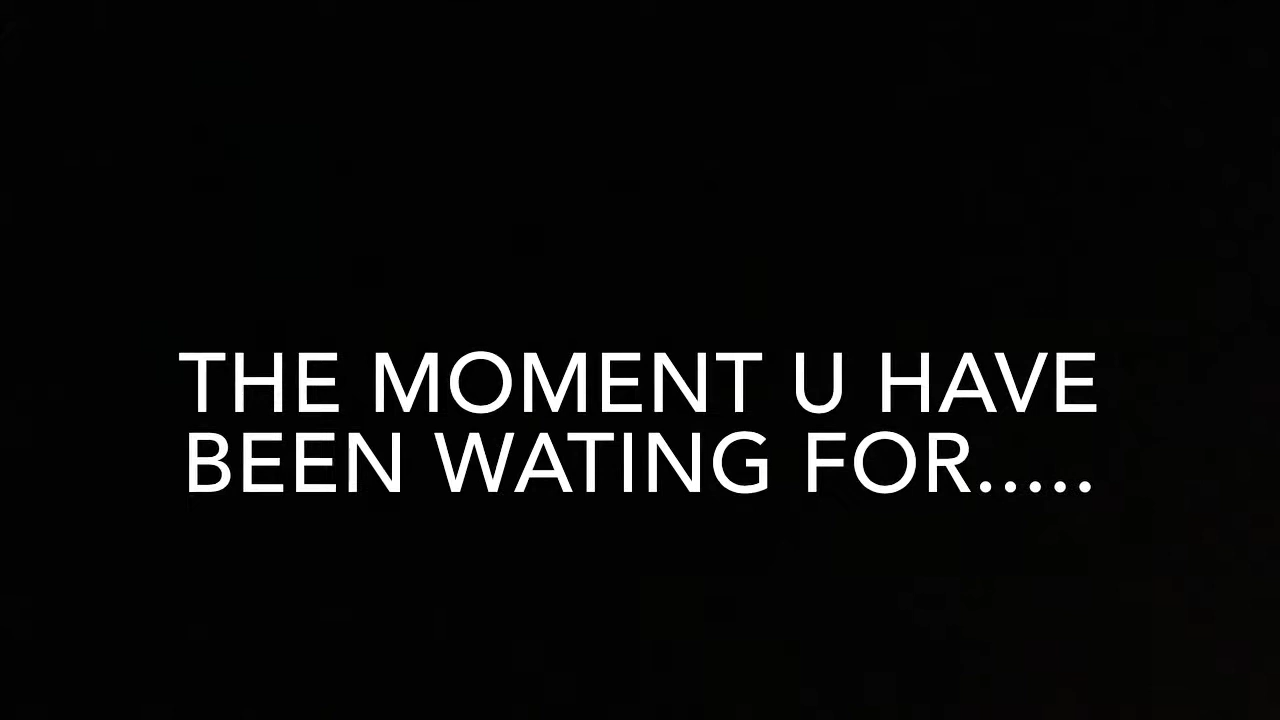 THE MOMENT U HAVE
BEEN WATING FOR.....